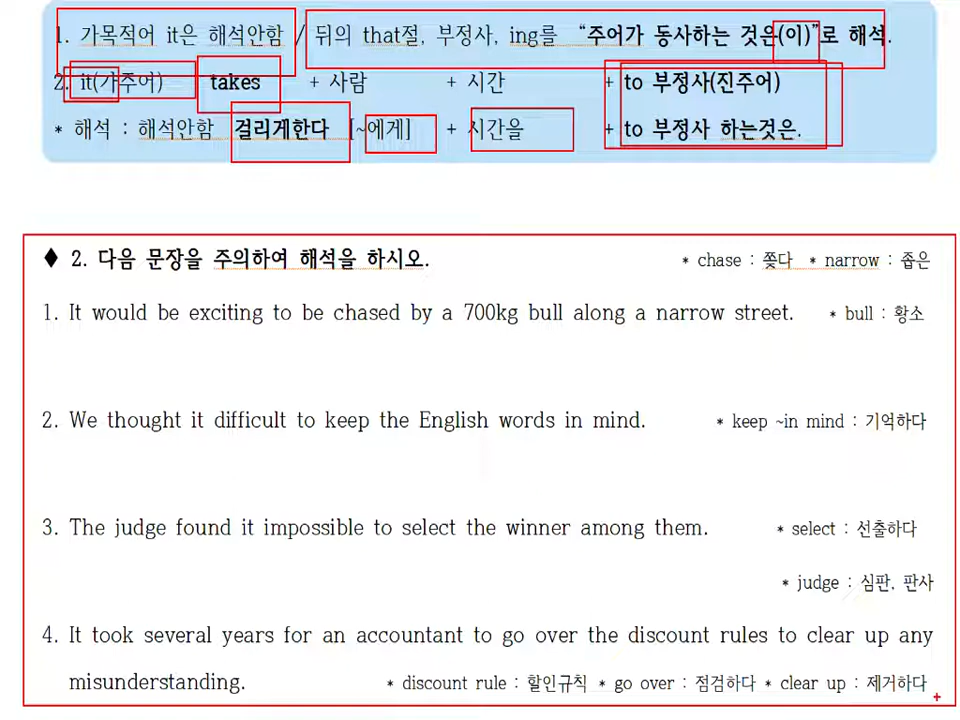 1. 가목적어 it은 해석안함 / 뒤의 that절, 부정사, ing를 “주어가 동사하는 것은(이)”로 해석.
2. it(가주어) takes + 사람 + 시간 + to 부정사(진주어)
* 해석 : 해석안함 걸리게한다 [~에게] + 시간을 + to 부정사 하는것은.
◆ 2. 다음 문장을 주의하여 해석을 하시오. * chase : 쫓다 * narrow : 좁은
1. It would be exciting to be chased by a 700kg bull along a narrow street. * bull : 황소
2. We thought it difficult to keep the English words in mind. * keep ~in mind : 기억하다
3. The judge found it impossible to select the winner among them. * select : 선출하다
* judge : 심판, 판사
4. It took several years for an accountant to go over the discount rules to clear up any
misunderstanding. * discount rule : 할인규칙 * go over : 점검하다 * clear up : 제거하다